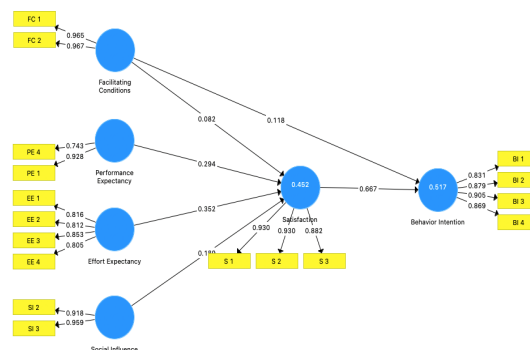 FC 1
0.965
FC 2
0.967
Facilitating
Conditions
0.118
0.082
PE 4
0.743
0.928
PE 1
Performance
Expectancy
0.294
BI 1
0.831
BI 2
0.879
0.452
0.667
0.517
0.905
BI 3
0.869
BI 4
EE 1
0.816
EE 2
0.812
0.853
EE 3
0.805
EE 4
0.352
Satisfaction
Behavior Intention
0.930
0.930
0.882
Effort Expectancy
S 1
S 2
S 3
SI 2
0.918
0.959
SI 3
Social Influence